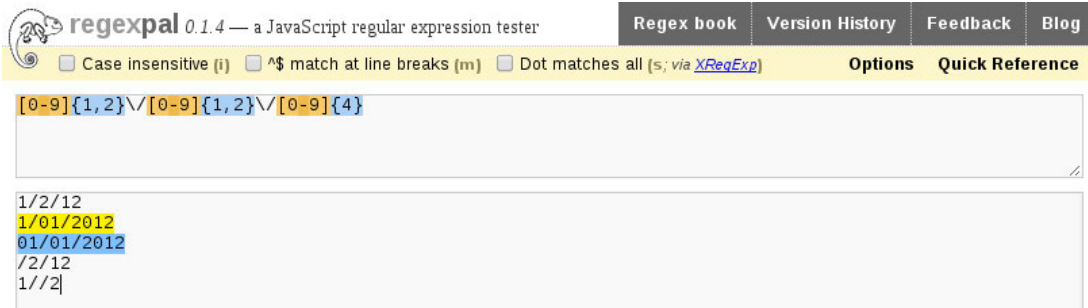 regexpal 0.1.4 — a JavaScript regular expression tester
Regex book Version History Feedback Blog
Case insensitive (i) ^$ match at line breaks (m) Dot matches all (s; via XRegExp) Options Quick Reference
[0-9]{1,2}\/[0-9]{1,2}\/[0-9]{4}
1/2/12
1/01/2012
01/01/2012
/2/12
1//2